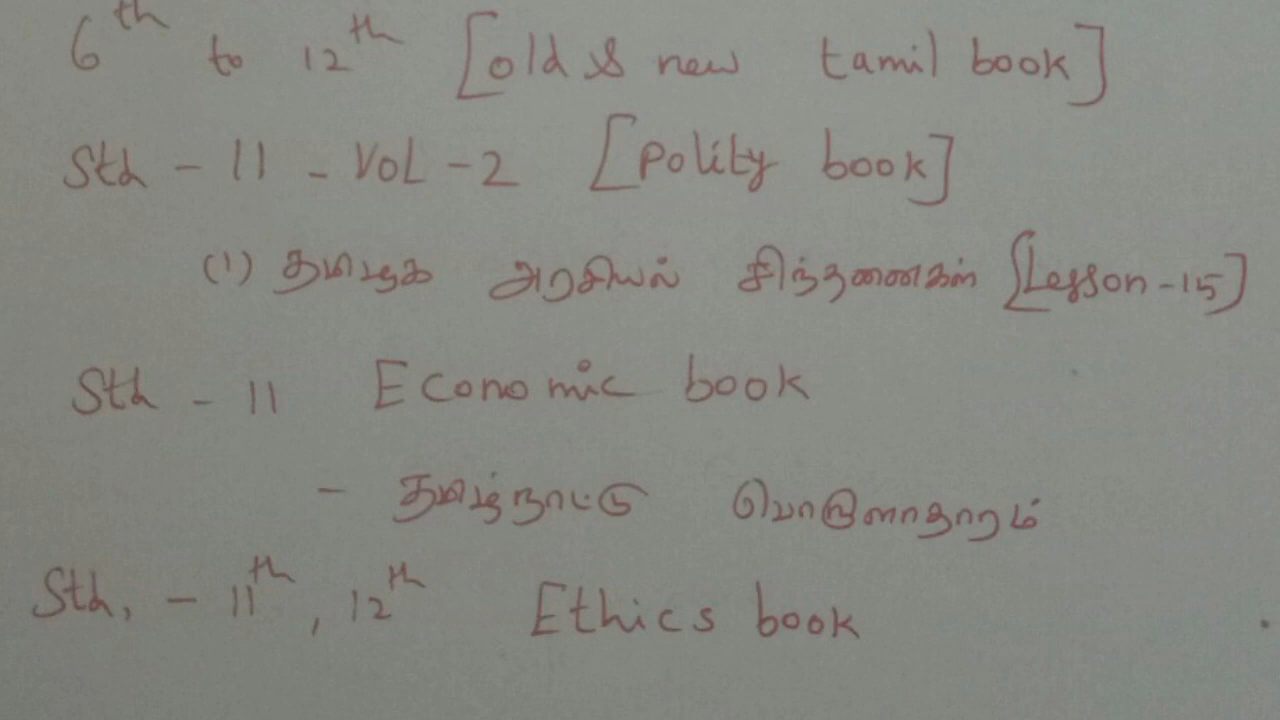 6th to 12th [old & new tamil book]
Std - 11 - VOL - 2 [Polity book]
(1) தமிழக அரசியல் சிந்தனைகள் [Lesson - 15]
Std - 11 Economic book
- தமிழ்நாட்டு பொருளாதாரம்
Std, - 11th, 12th Ethics book